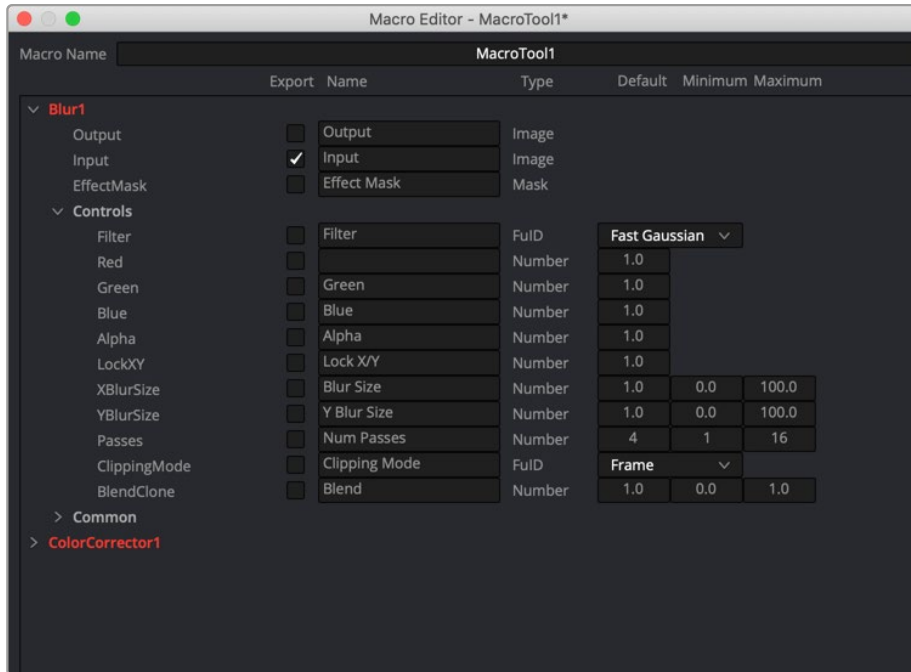 Macro Editor - MacroTool1*
Macro Name MacroTool1
Export Name Type Default Minimum Maximum
Blur1
Output Output Image
Input Input Image
EffectMask Effect Mask Mask
Controls
Filter Filter FuID Fast Gaussian
Red Number 1.0
Green Green Number 1.0
Blue Blue Number 1.0
Alpha Alpha Number 1.0
LockXY Lock X/Y Number 1.0
XBlurSize Blur Size Number 1.0 0.0 100.0
YBlurSize Y Blur Size Number 1.0 0.0 100.0
Passes Num Passes Number 4 1 16
ClippingMode Clipping Mode FuID Frame
BlendClone Blend Number 1.0 0.0 1.0
Common
ColorCorrector1